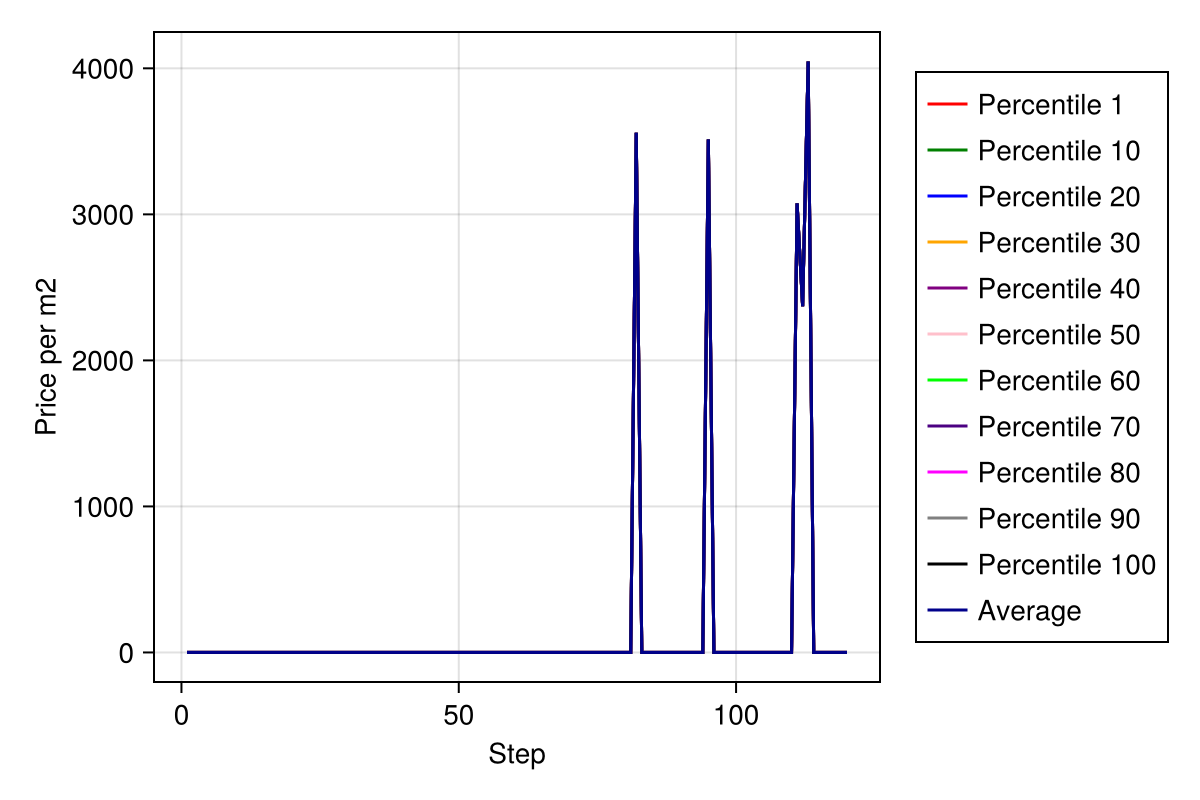 4000
3000
2000
1000
0
0
50
100
Price per m2
Step
Percentile 1
Percentile 10
Percentile 20
Percentile 30
Percentile 40
Percentile 50
Percentile 60
Percentile 70
Percentile 80
Percentile 90
Percentile 100
Average